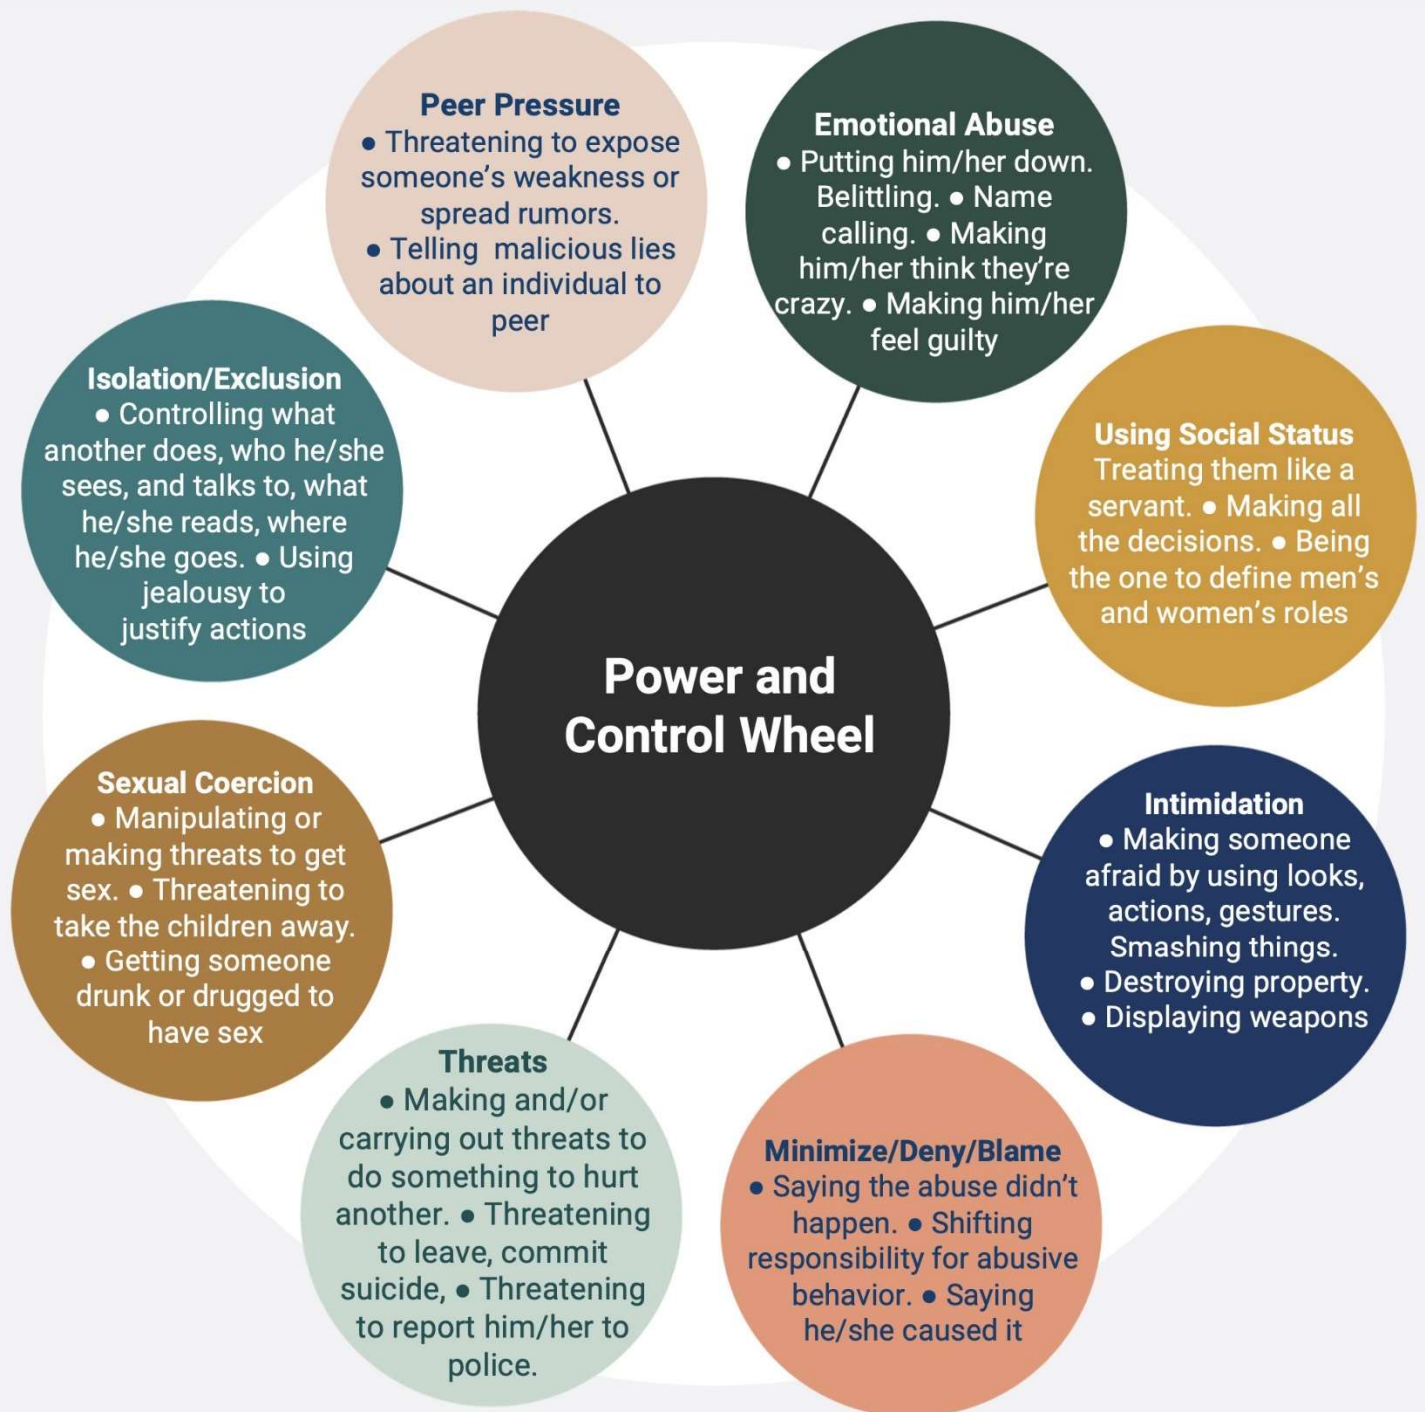 Power and
Control Wheel
Peer Pressure
● Threatening to expose
someone’s weakness or
spread rumors.
● Telling  malicious lies
about an individual to
peer
Emotional Abuse
● Putting him/her down.
Belittling. ● Name
calling. ● Making
him/her think they’re
crazy. ● Making him/her
feel guilty
Using Social Status
Treating them like a
servant. ● Making all
the decisions. ● Being
the one to define men’s
and women’s roles
Intimidation
● Making someone
afraid by using looks,
actions, gestures.
Smashing things.
● Destroying property.
● Displaying weapons
Minimize/Deny/Blame
● Saying the abuse didn’t
happen. ● Shifting
responsibility for abusive
behavior. ● Saying
he/she caused it
Threats
● Making and/or
carrying out threats to
do something to hurt
another. ● Threatening
to leave, commit
suicide, ● Threatening
to report him/her to
police.
Sexual Coercion
● Manipulating or
making threats to get
sex. ● Threatening to
take the children away.
● Getting someone
drunk or drugged to
have sex
Isolation/Exclusion
● Controlling what
another does, who he/she
sees, and talks to, what
he/she reads, where
he/she goes. ● Using
jealousy to
justify actions